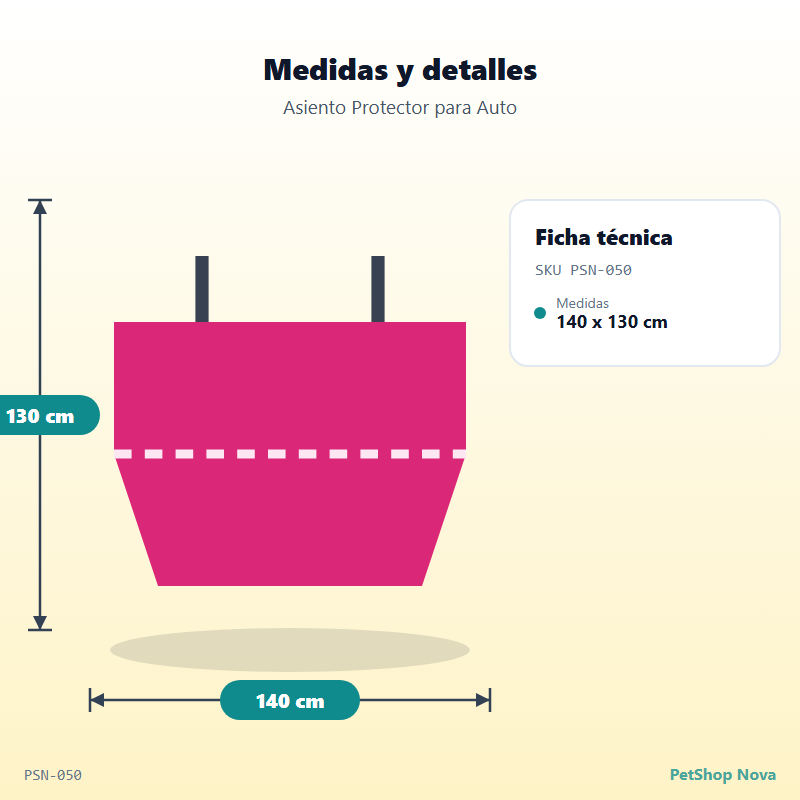 Medidas y detalles
Asiento Protector para Auto
Ficha técnica
SKU PSN-050
Medidas
140 x 130 cm
130 cm
140 cm
PSN-050
PetShop Nova